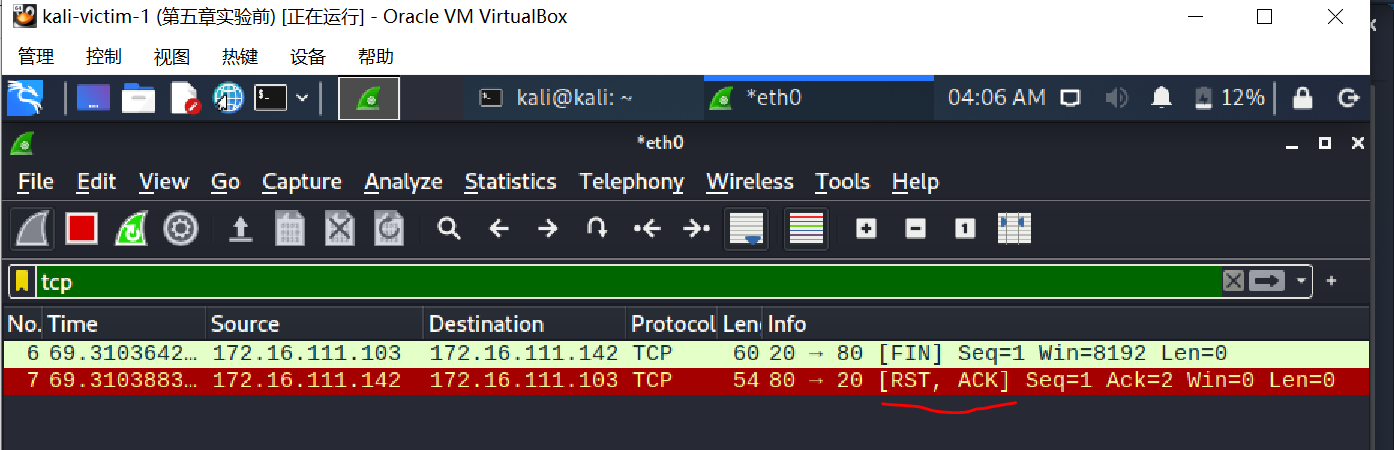 kali-victim-1 (第五章实验前) [正在运行] - Oracle VM VirtualBox
管理 控制 视图 热键 设备 帮助
kali@kali: ~ *eth0 04:06 AM 12%
*eth0
File Edit View Go Capture Analyze Statistics Telephony Wireless Tools Help
tcp
No. Time Source Destination Protocol Len Info
6 69.3103642… 172.16.111.103 172.16.111.142 TCP 60 20 → 80 [FIN] Seq=1 Win=8192 Len=0
7 69.3103883… 172.16.111.142 172.16.111.103 TCP 54 80 → 20 [RST, ACK] Seq=1 Ack=2 Win=0 Len=0